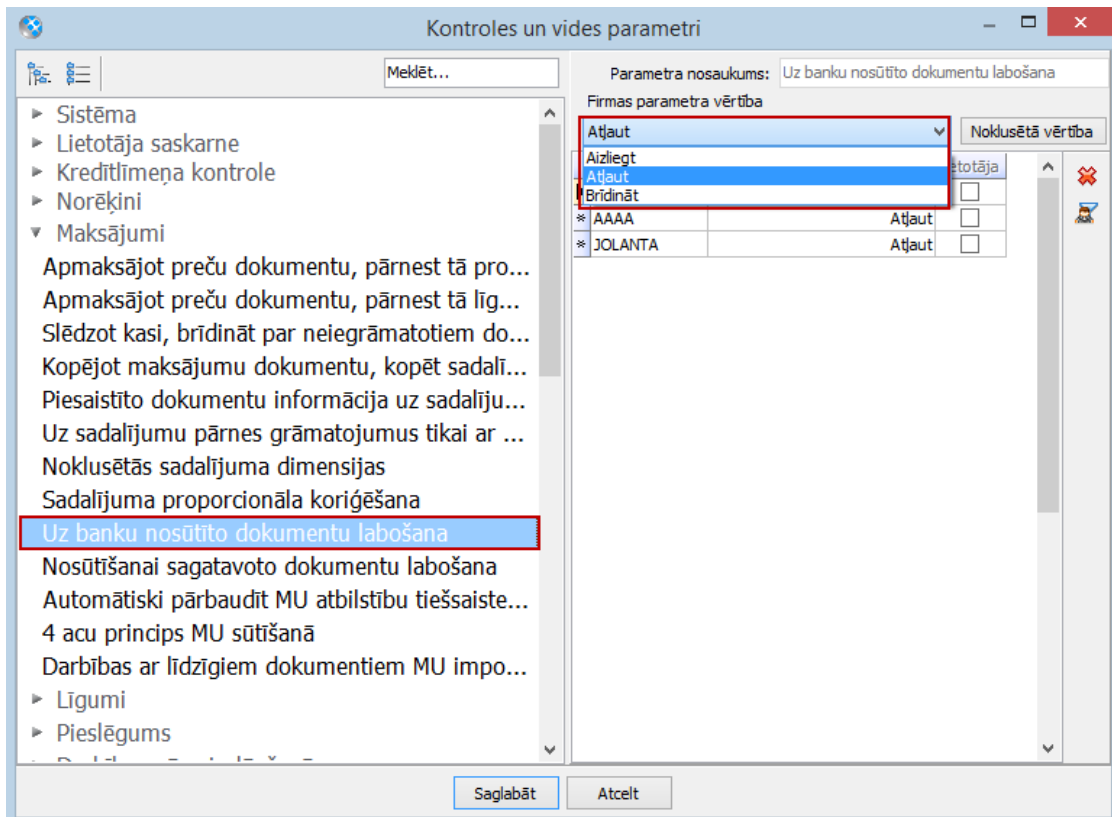 Kontroles un vides parametri
Meklēt...
Sistēma
Lietotāja saskarne
Kredītlīmeņa kontrole
Norēķini
Maksājumi
Apmaksājot preču dokumentu, pārnest tā pro...
Apmaksājot preču dokumentu, pārnest tā līg...
Slēdzot kasi, brīdināt par neiegrāmatotiem do...
Kopējot maksājumu dokumentu, kopēt sadalī...
Piesaistīto dokumentu informācija uz sadalīju...
Uz sadalījumu pārnes grāmatojumus tikai ar ...
Noklusētās sadalījuma dimensijas
Sadalījuma proporcionāla koriģēšana
Uz banku nosūtīto dokumentu labošana
Nosūtīšanai sagatavoto dokumentu labošana
Automātiski pārbaudīt MU atbilstību tiešsaiste...
4 acu princips MU sūtīšanā
Darbības ar līdzīgiem dokumentiem MU impo...
Līgumi
Pieslēgums
Parametra nosaukums: Uz banku nosūtīto dokumentu labošana
Firmas parametra vērtība
Atļaut Noklusētā vērtība
Aizliegt
Atļaut
Brīdināt
AAAA Atļaut
JOLANTA Atļaut
Saglabāt Atcelt